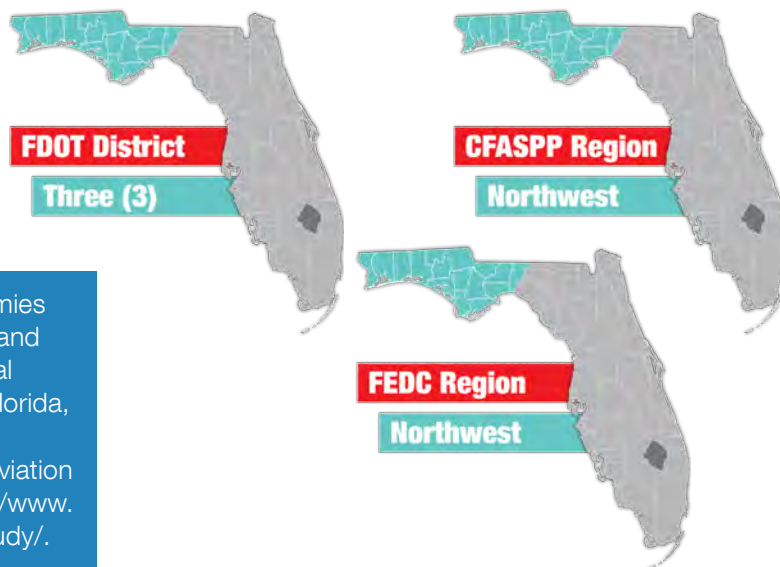 FDOT District
Three (3)
CFASPP Region
Northwest
FEDC Region
Northwest
mies
and
al
lorida,
viation
/www.
udy/.